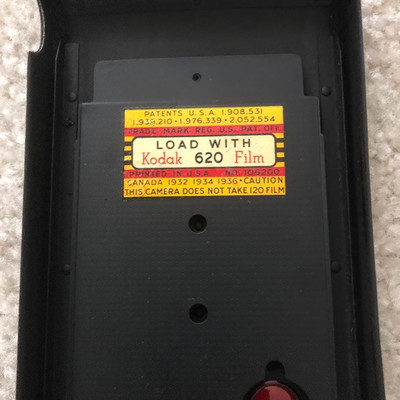 PATENTS U.S.A. 1,908,531
1,939,210 • 1,976,339 • 2,052,554
TRADE MARK REG. U.S. PAT. OFF.
LOAD WITH
Kodak 620 Film
PRINTED IN U.S.A. NO.
CANADA 1932 1934 1936 • CAUTION
THIS CAMERA DOES NOT TAKE 120 FILM